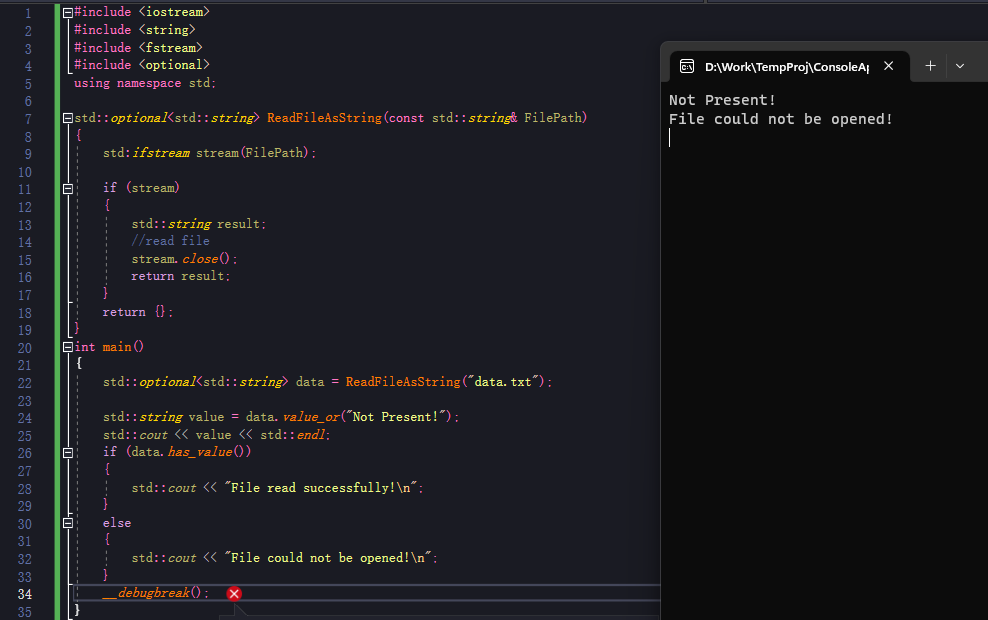 1 #include <iostream>
2 #include <string>
3 #include <fstream>
4 #include <optional>
5 using namespace std;
6
7 std::optional<std::string> ReadFileAsString(const std::string& FilePath)
8 {
9 std:ifstream stream(FilePath);
10
11 if (stream)
12 {
13 std::string result;
14 //read file
15 stream.close();
16 return result;
17 }
18 return {};
19 }
20 int main()
21 {
22 std::optional<std::string> data = ReadFileAsString("data.txt");
23
24 std::string value = data.value_or("Not Present!");
25 std::cout << value << std::endl;
26 if (data.has_value())
27 {
28 std::cout << "File read successfully!\n";
29 }
30 else
31 {
32 std::cout << "File could not be opened!\n";
33 }
34 __debugbreak();
35 }
D:\Work\TempProj\ConsoleAp
Not Present!
File could not be opened!